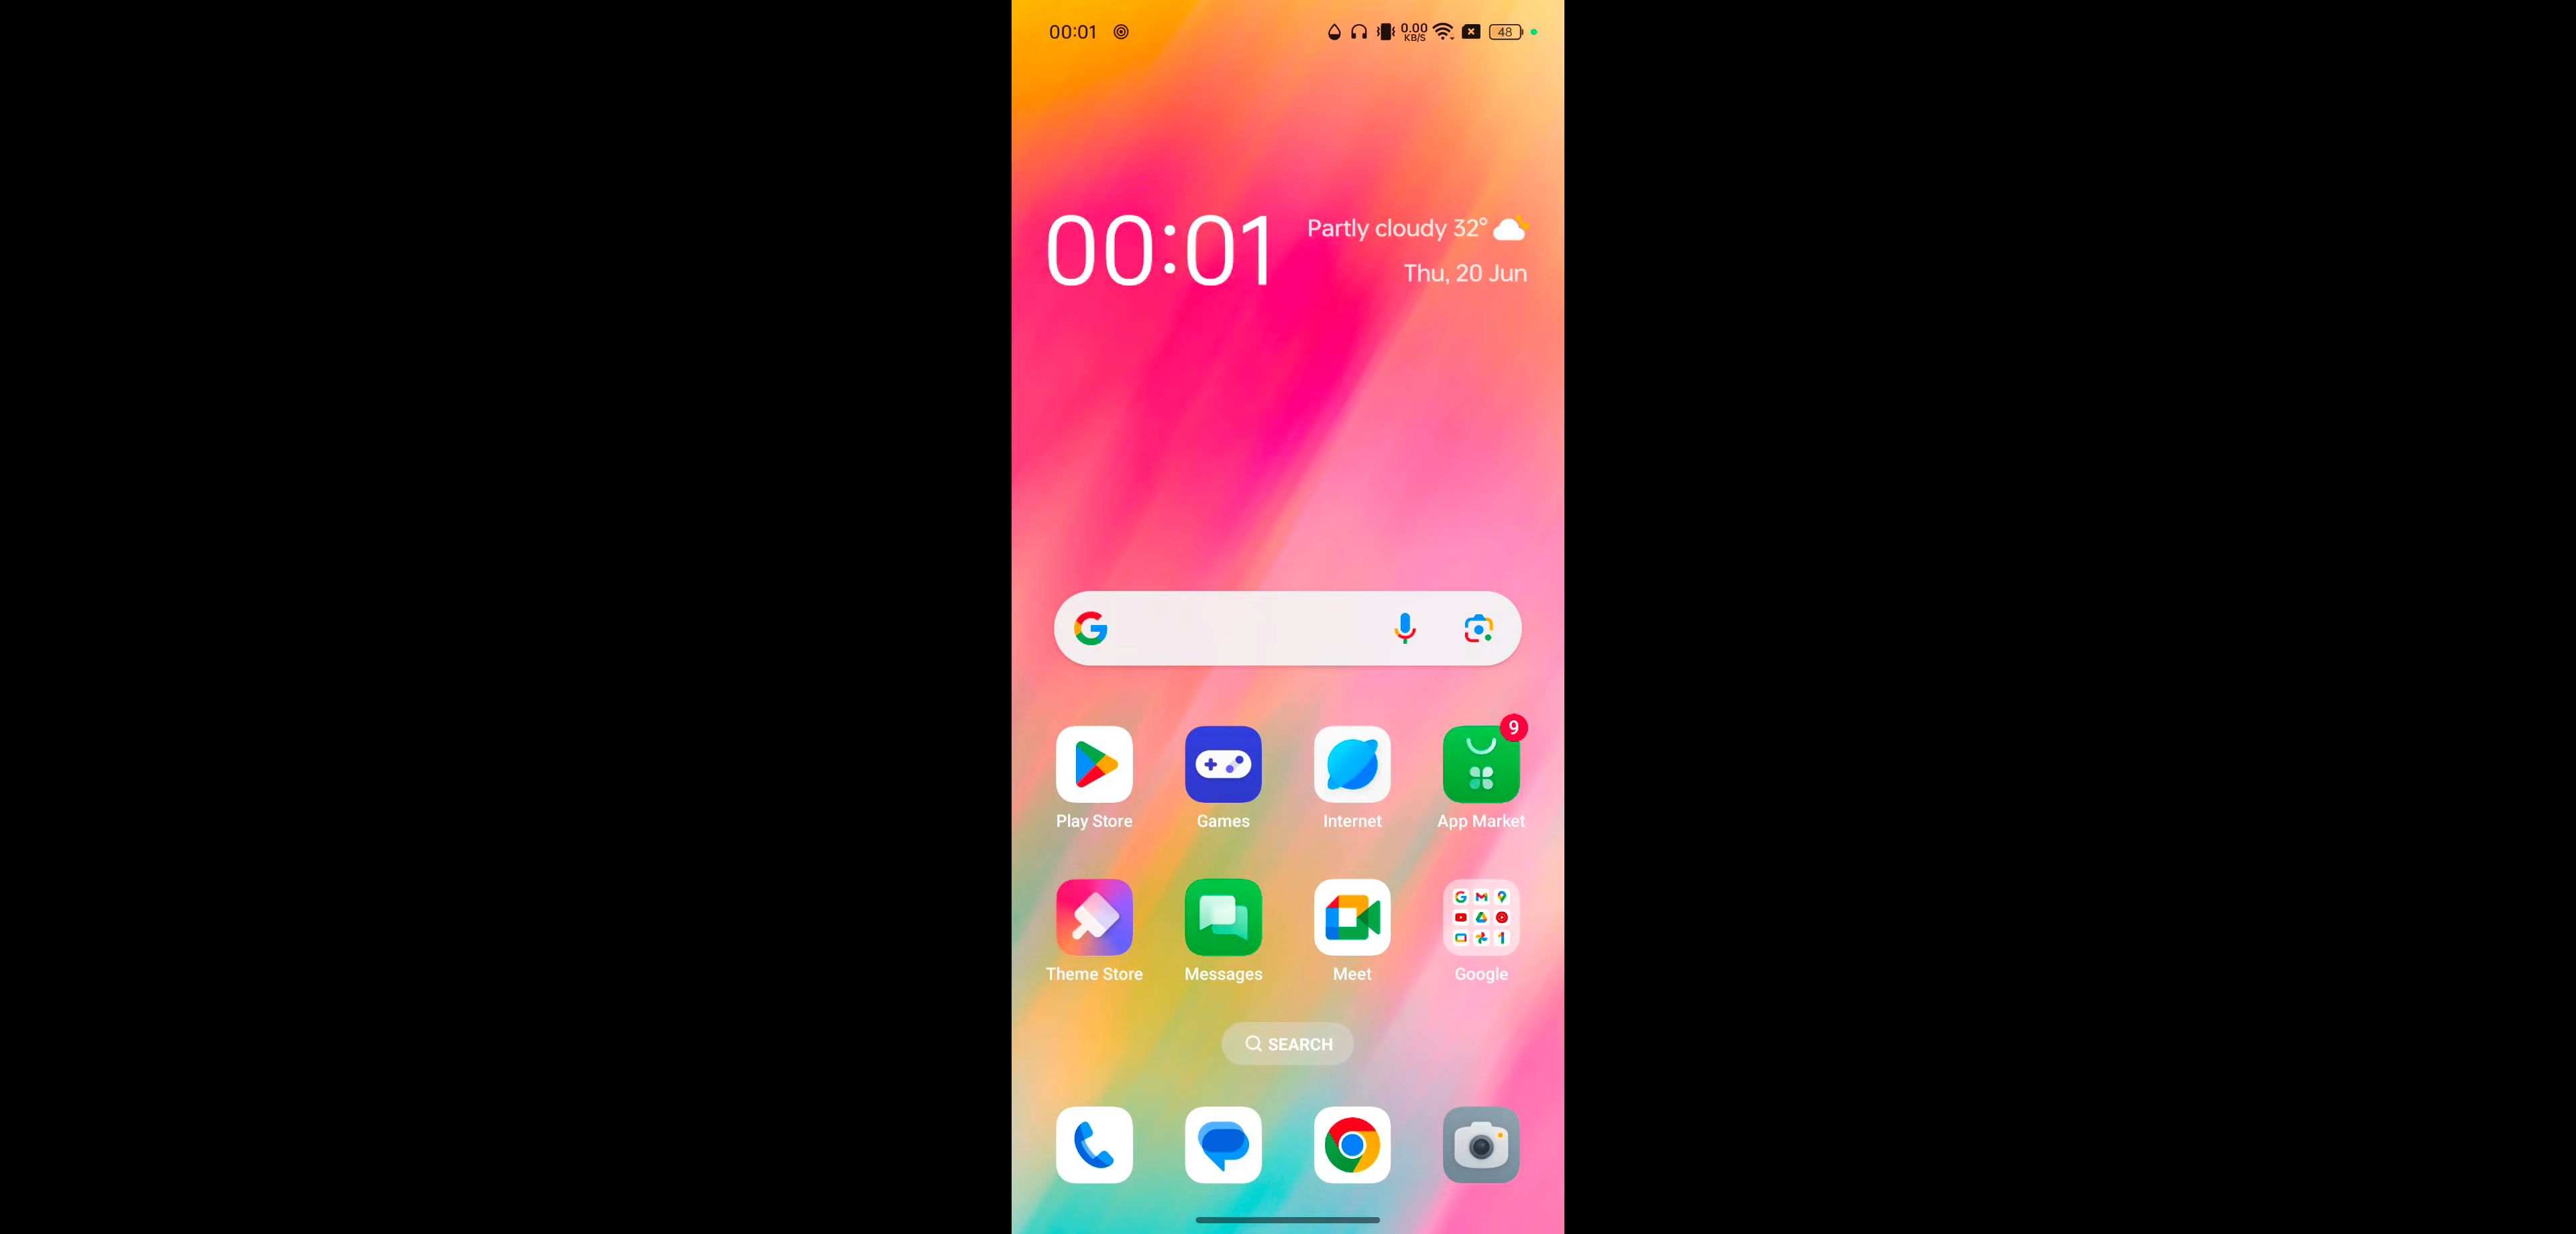 00:01
0.00
KB/S
48
00:01
Partly cloudy 32°
Thu, 20 Jun
9
Play Store
Games
Internet
App Market
Theme Store
Messages
Meet
Google
SEARCH